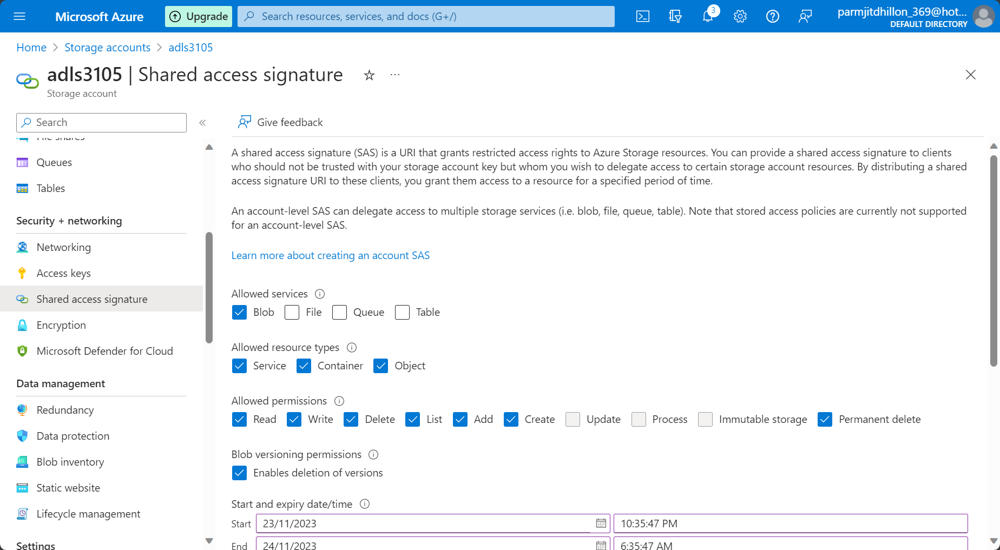 Microsoft Azure
Upgrade
Search resources, services, and docs (G+/)
3
parmjitdhillon_369@hot...
DEFAULT DIRECTORY
Home > Storage accounts > adls3105
adls3105 | Shared access signature
Storage account
Search
Give feedback
File shares
Queues
Tables
Security + networking
Networking
Access keys
Shared access signature
Encryption
Microsoft Defender for Cloud
Data management
Redundancy
Data protection
Blob inventory
Static website
Lifecycle management
Settings
A shared access signature (SAS) is a URI that grants restricted access rights to Azure Storage resources. You can provide a shared access signature to clients
who should not be trusted with your storage account key but whom you wish to delegate access to certain storage account resources. By distributing a shared
access signature URI to these clients, you grant them access to a resource for a specified period of time.
An account-level SAS can delegate access to multiple storage services (i.e. blob, file, queue, table). Note that stored access policies are currently not supported
for an account-level SAS.
Learn more about creating an account SAS
Allowed services
Blob File Queue Table
Allowed resource types
Service Container Object
Allowed permissions
Read Write Delete List Add Create Update Process Immutable storage Permanent delete
Blob versioning permissions
Enables deletion of versions
Start and expiry date/time
Start 23/11/2023 10:35:47 PM
End 24/11/2023 6:35:47 AM